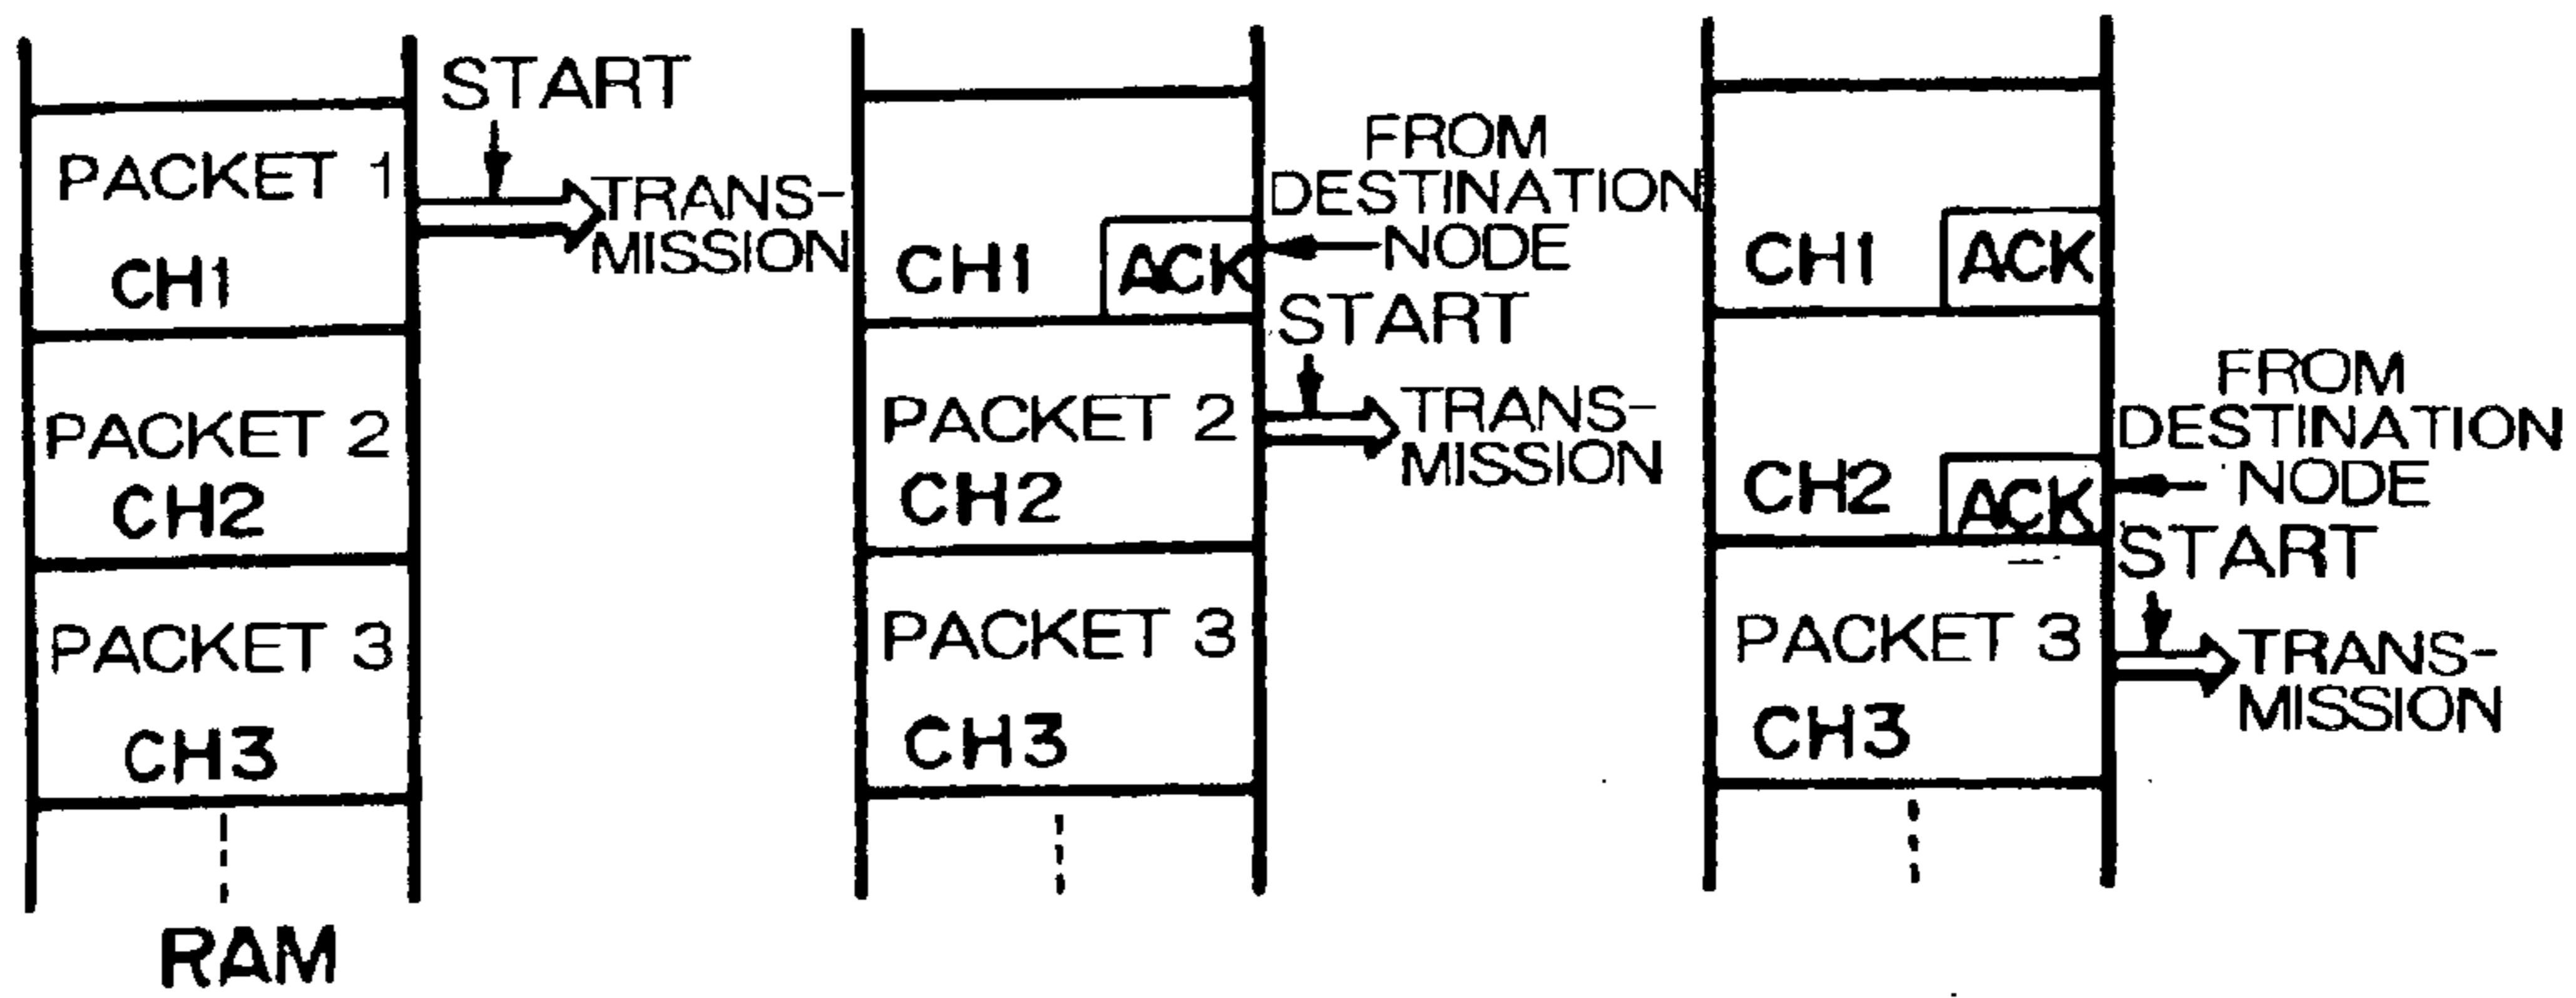 START
PACKET 1
TRANS-
MISSION
CH1
PACKET 2
CH2
PACKET 3
CH3
RAM
FROM
DESTINATION
NODE
CH1
ACK
START
PACKET 2
TRANS-
MISSION
CH2
PACKET 3
CH3
CH1
ACK
FROM
DESTINATION
NODE
CH2
ACK
START
PACKET 3
TRANS-
MISSION
CH3